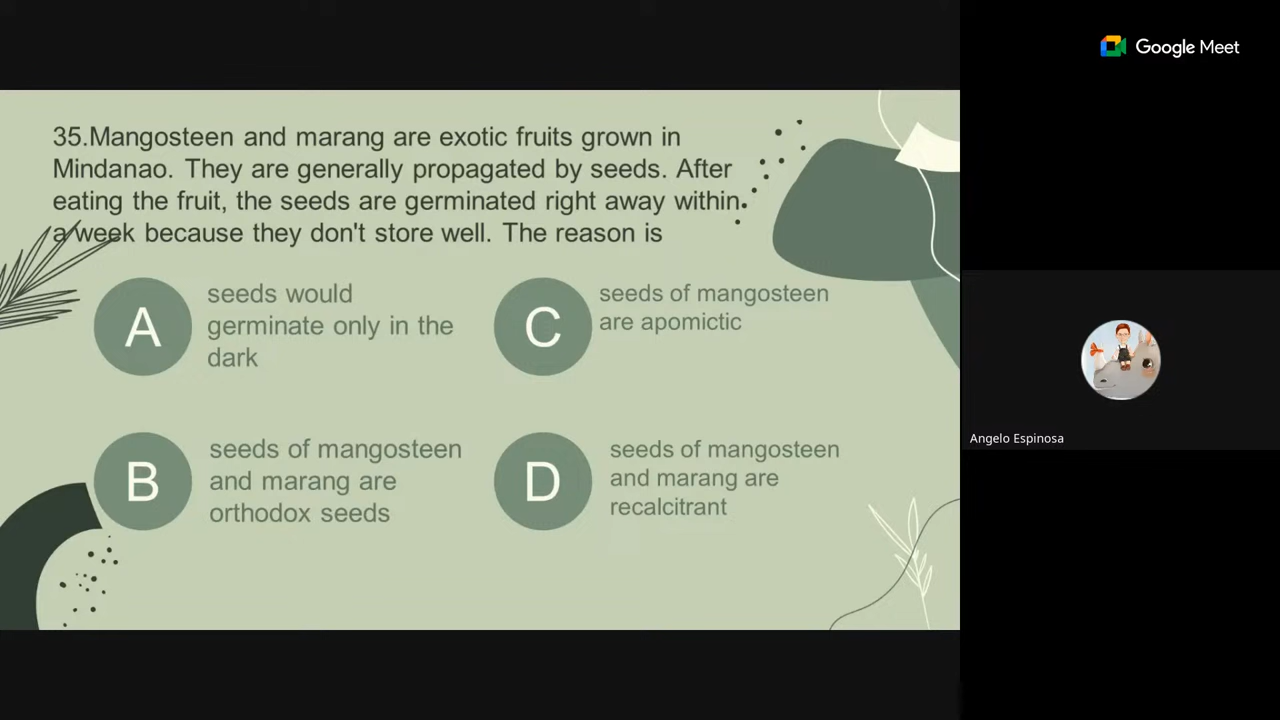 Google Meet
35.Mangosteen and marang are exotic fruits grown in
Mindanao. They are generally propagated by seeds. After
eating the fruit, the seeds are germinated right away within
a week because they don't store well. The reason is
A
seeds would
germinate only in the
dark
C
seeds of mangosteen
are apomictic
B
seeds of mangosteen
and marang are
orthodox seeds
D
seeds of mangosteen
and marang are
recalcitrant
Angelo Espinosa